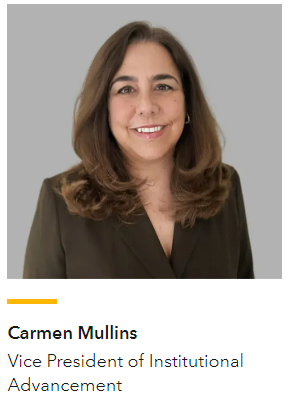 Carmen Mullins
Vice President of Institutional
Advancement